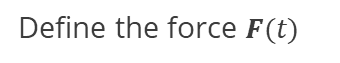 Define the force F(t)